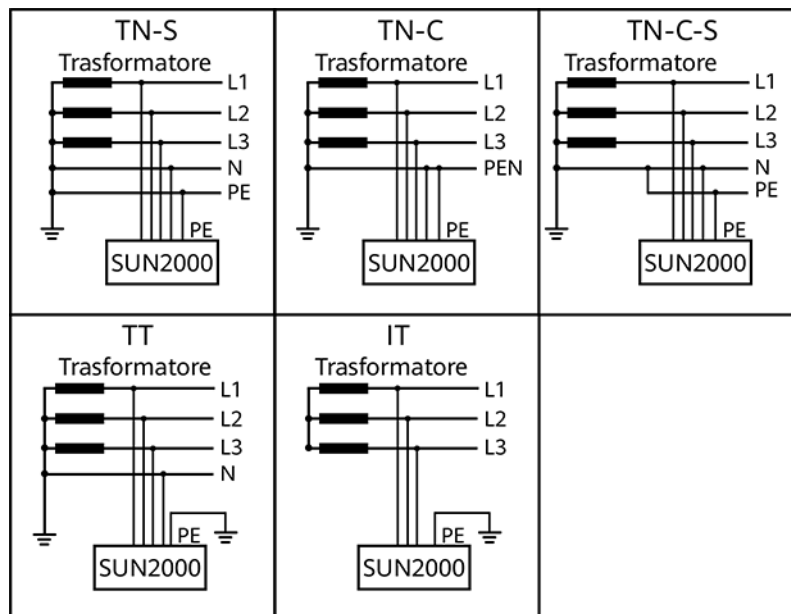 TN-S
Trasformatore
L1
L2
L3
N
PE
PE
SUN2000
TN-C
Trasformatore
L1
L2
L3
PEN
PE
SUN2000
TN-C-S
Trasformatore
L1
L2
L3
N
PE
PE
SUN2000
TT
Trasformatore
L1
L2
L3
N
PE
SUN2000
IT
Trasformatore
L1
L2
L3
PE
SUN2000